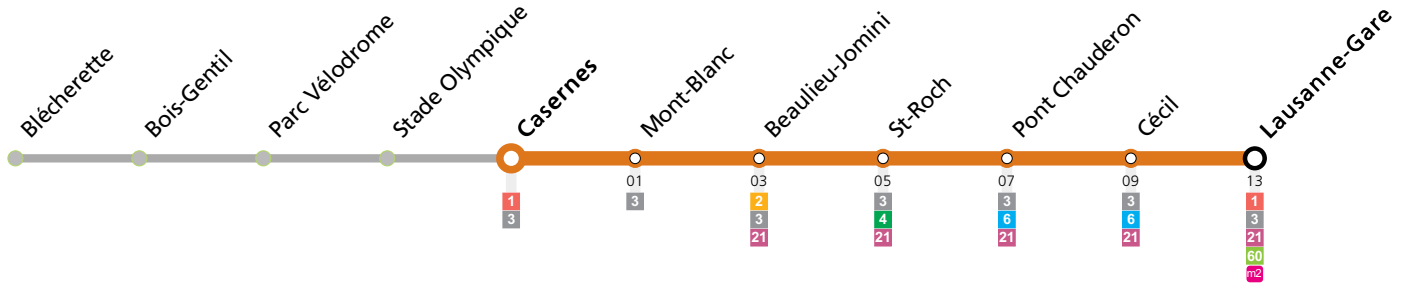 Blécherette
Bois-Gentil
Parc Vélodrome
Stade Olympique
Casernes
Mont-Blanc
Beaulieu-Jomini
St-Roch
Pont Chauderon
Cécil
Lausanne-Gare
01 03 05 07 09 13
1 3 2 3 3 3 1
3 3 4 6 6 3
21 21 21 21 21
60
m2